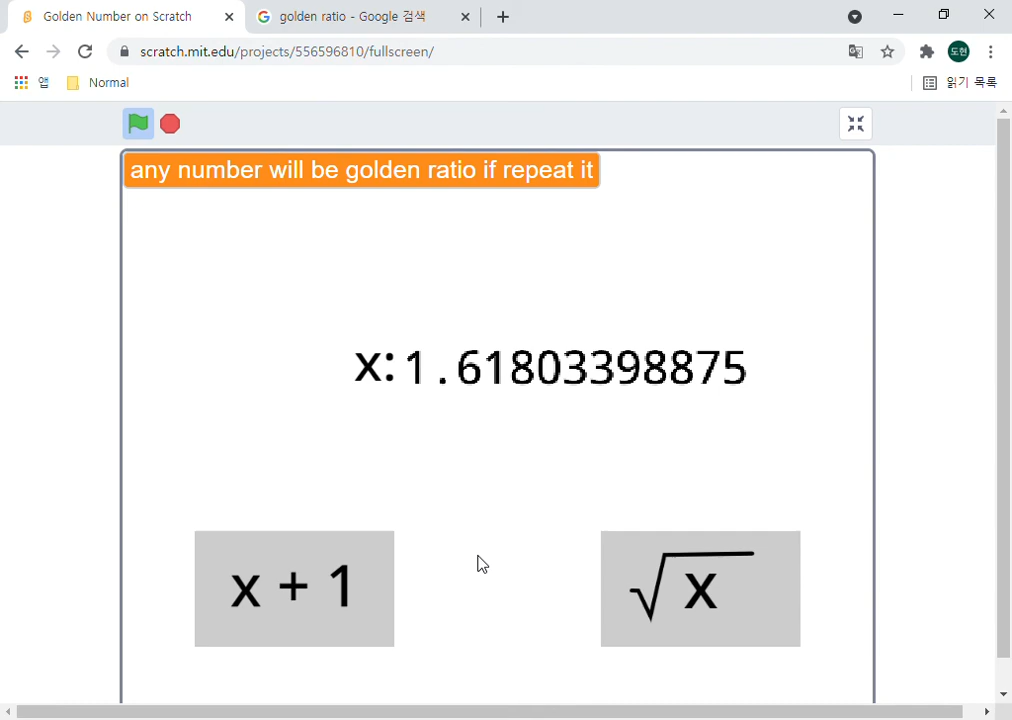 Golden Number on Scratch
golden ratio - Google 검색
scratch.mit.edu/projects/556596810/fullscreen/
도현
앱
Normal
읽기 목록
any number will be golden ratio if repeat it
x: 1.61803398875
x + 1
√x